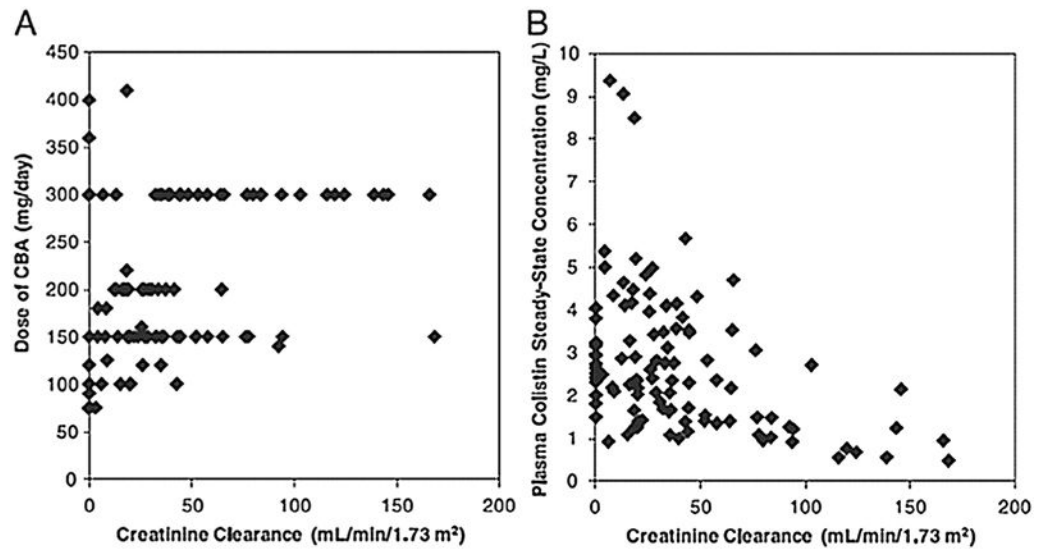 A
450
400
350
300
250
200
150
100
50
0
0 50 100 150 200
Dose of CBA (mg/day)
Creatinine Clearance (mL/min/1.73 m²)
B
10
9
8
7
6
5
4
3
2
1
0
0 50 100 150 200
Plasma Colistin Steady-State Concentration (mg/L)
Creatinine Clearance (mL/min/1.73 m²)